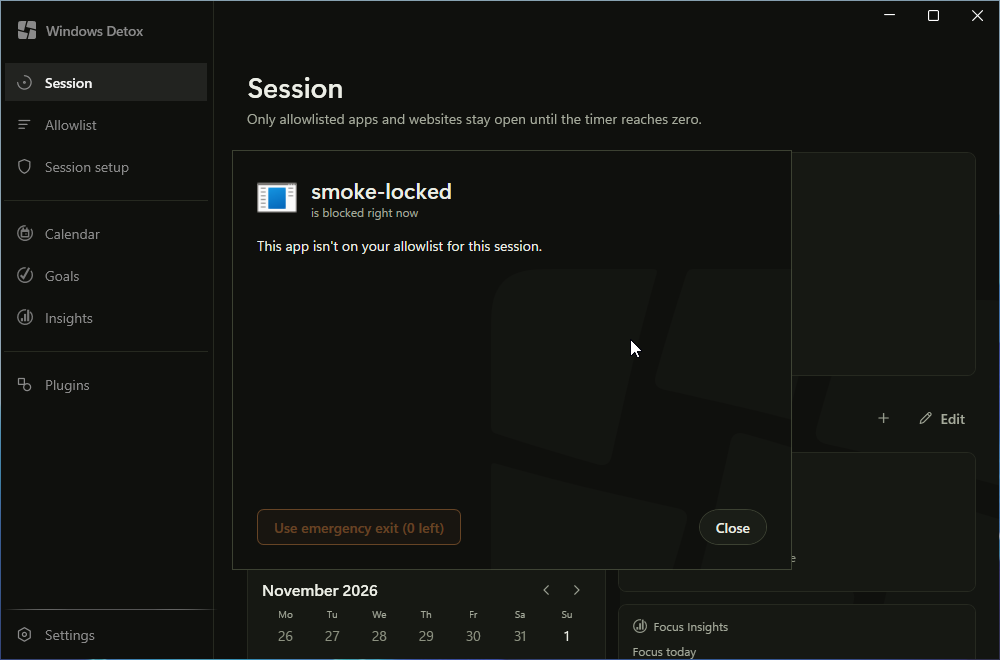 Windows Detox
Session
Allowlist
Session setup
Calendar
Goals
Insights
Plugins
Settings
Session
Only allowlisted apps and websites stay open until the timer reaches zero.
smoke-locked
is blocked right now
This app isn't on your allowlist for this session.
Use emergency exit (0 left)
Close
Edit
November 2026
Mo Tu We Th Fr Sa Su
26 27 28 29 30 31 1
Focus Insights
Focus today